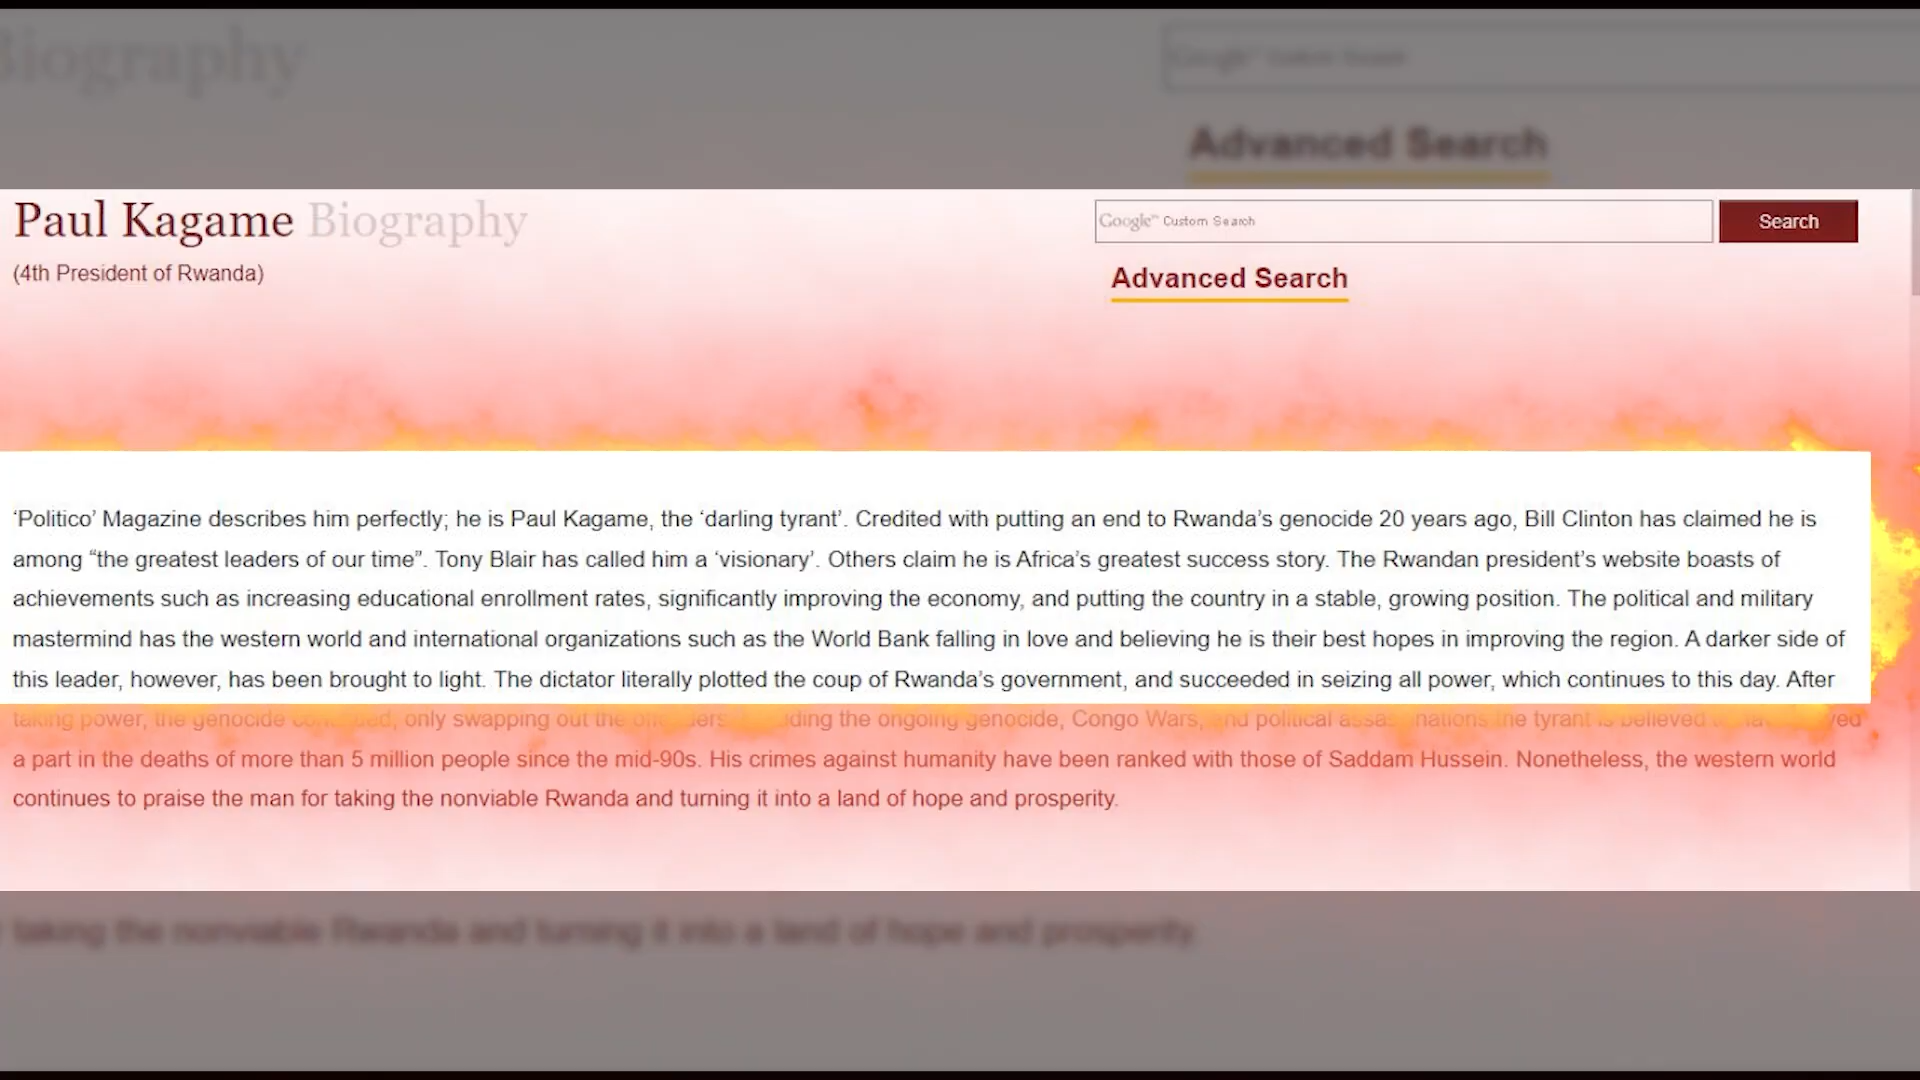 Biography
Google™ Custom Search
Advanced Search
Paul Kagame Biography
Google™ Custom Search
Search
(4th President of Rwanda)
Advanced Search
‘Politico’ Magazine describes him perfectly; he is Paul Kagame, the ‘darling tyrant’. Credited with putting an end to Rwanda’s genocide 20 years ago, Bill Clinton has claimed he is
among “the greatest leaders of our time”. Tony Blair has called him a ‘visionary’. Others claim he is Africa’s greatest success story. The Rwandan president’s website boasts of
achievements such as increasing educational enrollment rates, significantly improving the economy, and putting the country in a stable, growing position. The political and military
mastermind has the western world and international organizations such as the World Bank falling in love and believing he is their best hopes in improving the region. A darker side of
this leader, however, has been brought to light. The dictator literally plotted the coup of Rwanda’s government, and succeeded in seizing all power, which continues to this day. After
taking power, the genocide only swapping out the the ongoing genocide, Congo Wars, and political the tyrant is believed
a part in the deaths of more than 5 million people since the mid-90s. His crimes against humanity have been ranked with those of Saddam Hussein. Nonetheless, the western world
continues to praise the man for taking the nonviable Rwanda and turning it into a land of hope and prosperity.
taking the nonviable Rwanda and turning it into a land of hope and prosperity.